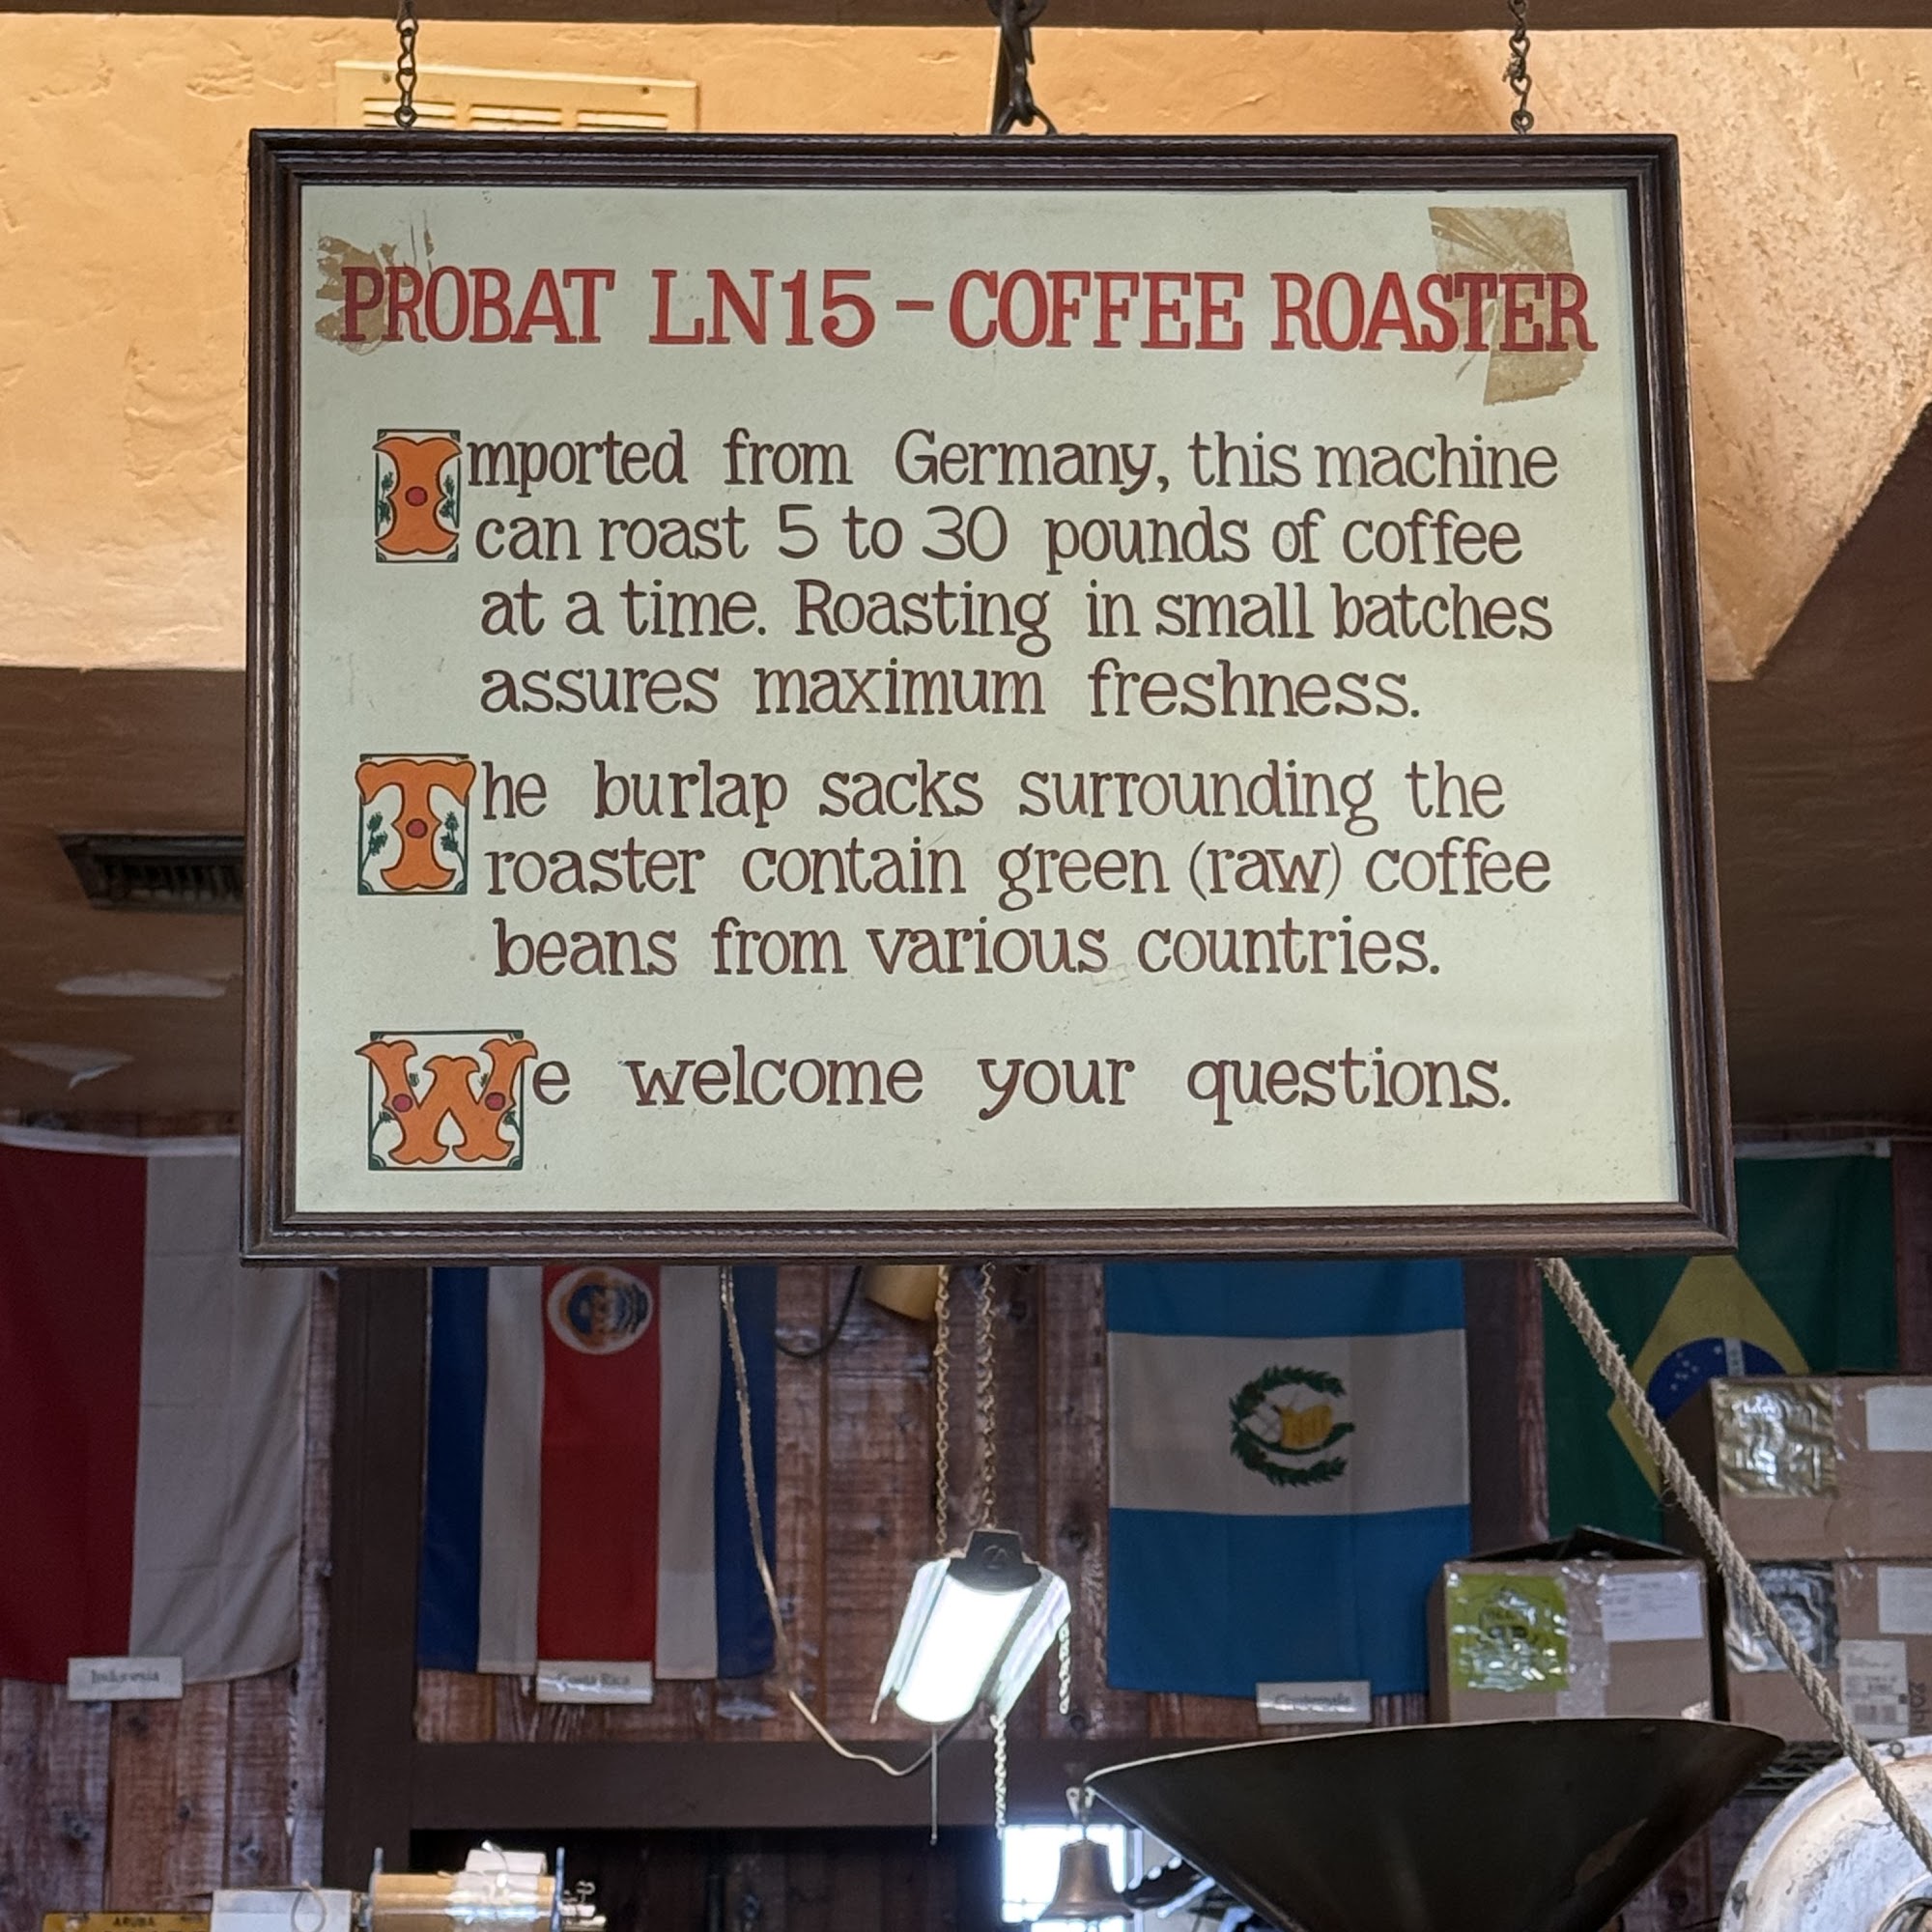 PROBAT LN15 - COFFEE ROASTER
Imported from Germany, this machine
can roast 5 to 30 pounds of coffee
at a time. Roasting in small batches
assures maximum freshness.
The burlap sacks surrounding the
roaster contain green (raw) coffee
beans from various countries.
We welcome your questions.
Indonesia
Costa Rica
Guatemala
ARUBA